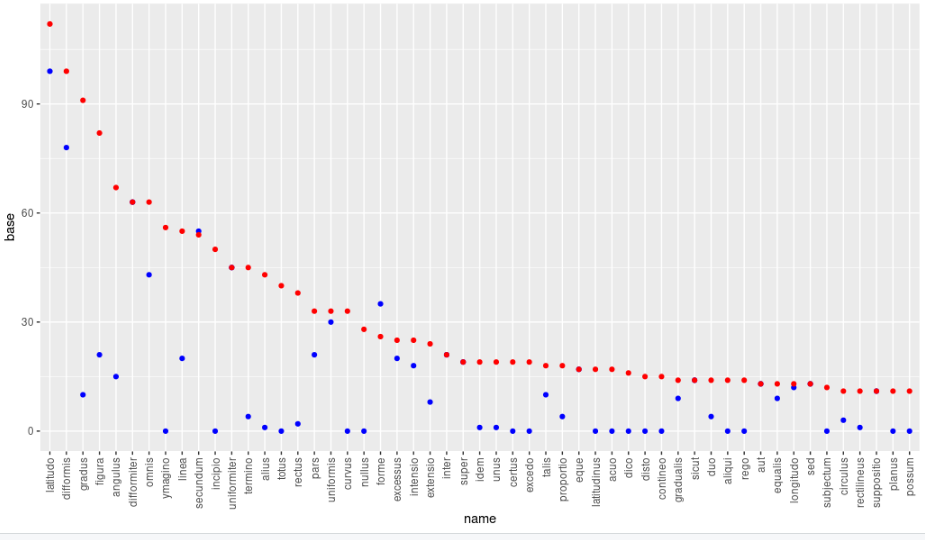 90
60
30
0
base
latitudo
difformis
gradus
figura
angulus
difformiter
omnis
ymagino
linea
secundum
incipio
uniformiter
termino
alius
totus
rectus
pars
uniformis
curvus
nullus
forme
excessus
intensio
extensio
inter
super
idem
unus
certus
excedo
talis
proportio
eque
latitudinus
acuo
dico
disto
contineo
gradualis
sicut
duo
aliqui
rego
aut
equalis
longitudo
sed
subjectum
circulus
rectilineus
suppositio
planus
possum
name